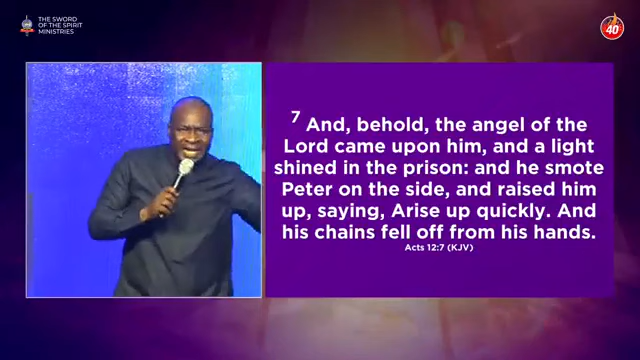 THE SWORD
OF THE SPIRIT
MINISTRIES
40
7 And, behold, the angel of the
Lord came upon him, and a light
shined in the prison: and he smote
Peter on the side, and raised him
up, saying, Arise up quickly. And
his chains fell off from his hands.
Acts 12:7 (KJV)